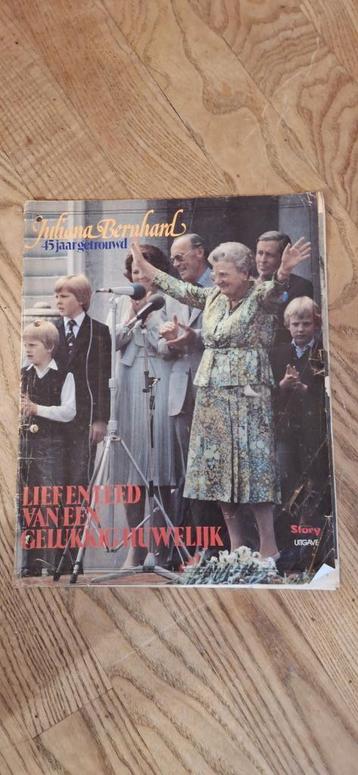 Juliana Bernhard
45 jaar getrouwd
LIEF EN LEED
VAN EEN
GELUKKIG HUWELIJK
Story
UITGAVE